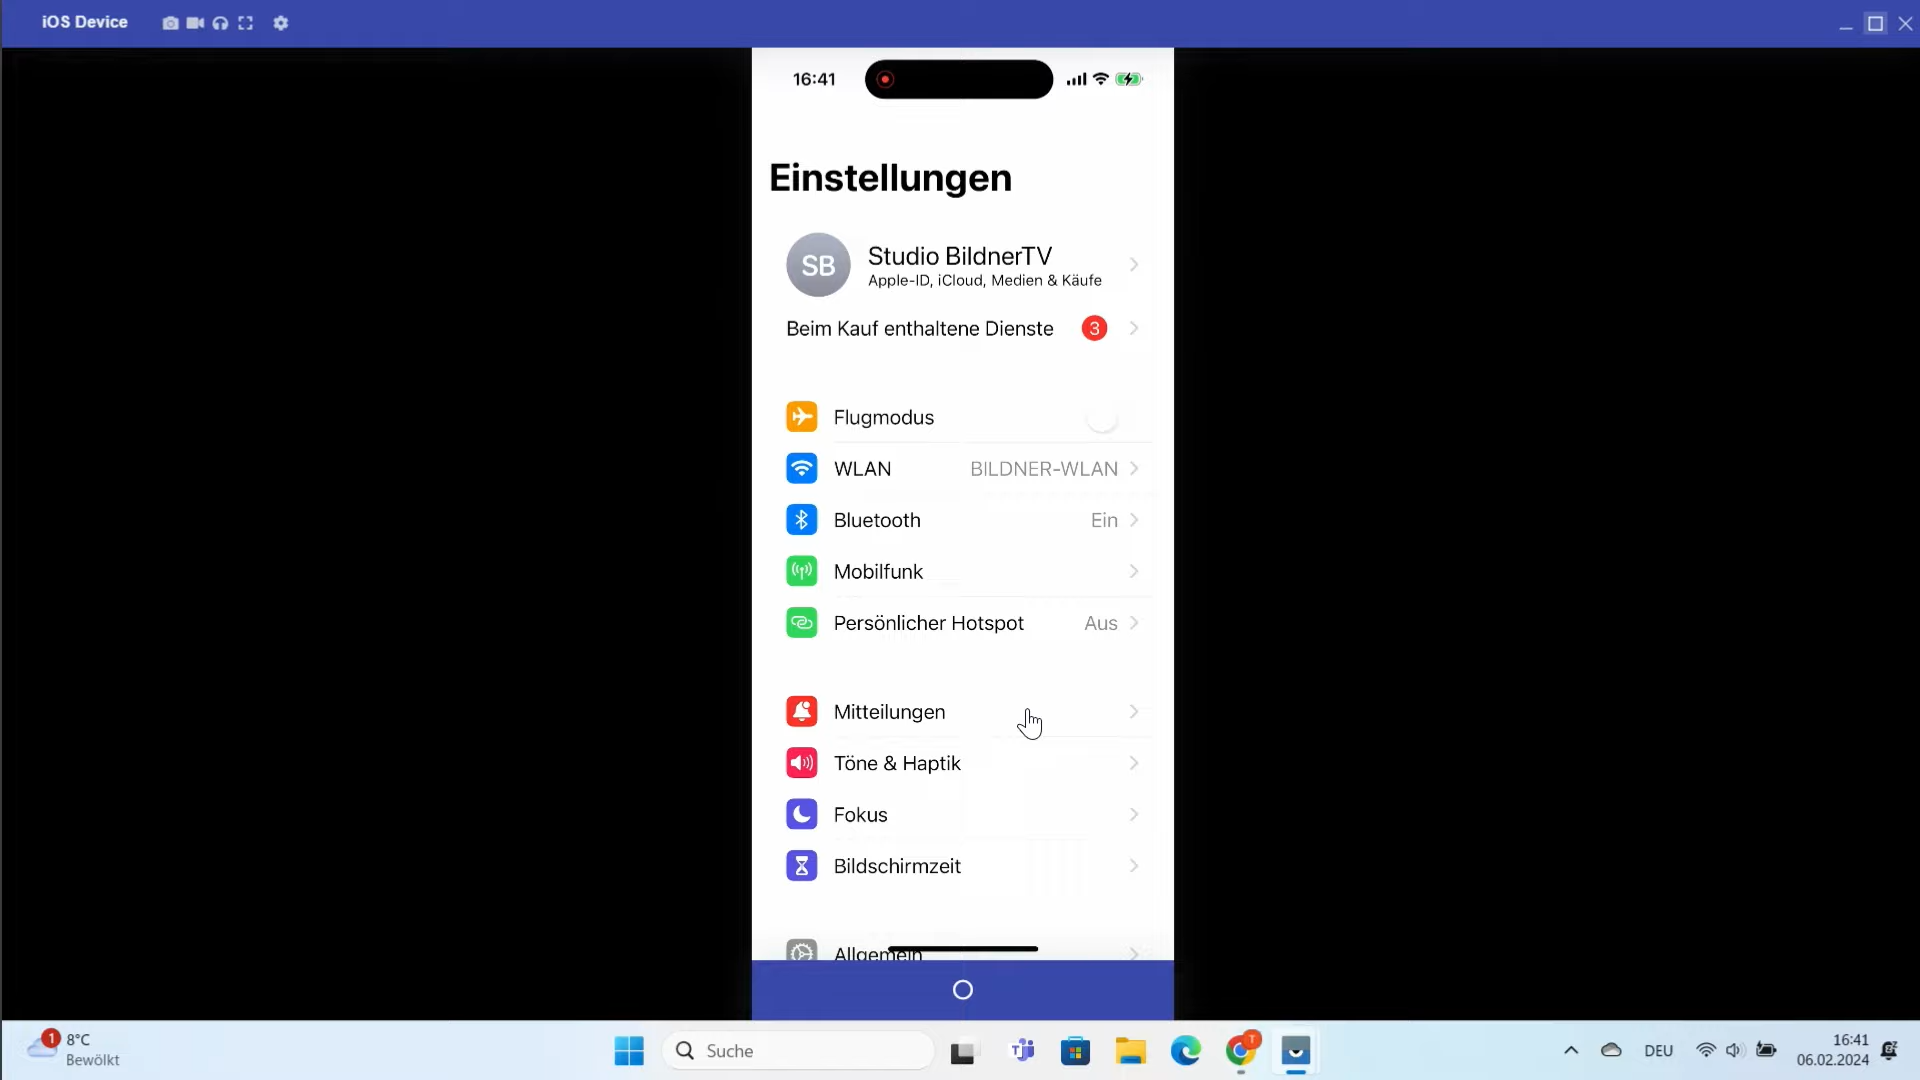 iOS Device
16:41
Einstellungen
SB
Studio BildnerTV
Apple-ID, iCloud, Medien & Käufe
Beim Kauf enthaltene Dienste 3
Flugmodus
WLAN BILDNER-WLAN
Bluetooth Ein
Mobilfunk
Persönlicher Hotspot Aus
Mitteilungen
Töne & Haptik
Fokus
Bildschirmzeit
Allgemein
1 8°C
Bewölkt
Suche
T
DEU
16:41
06.02.2024